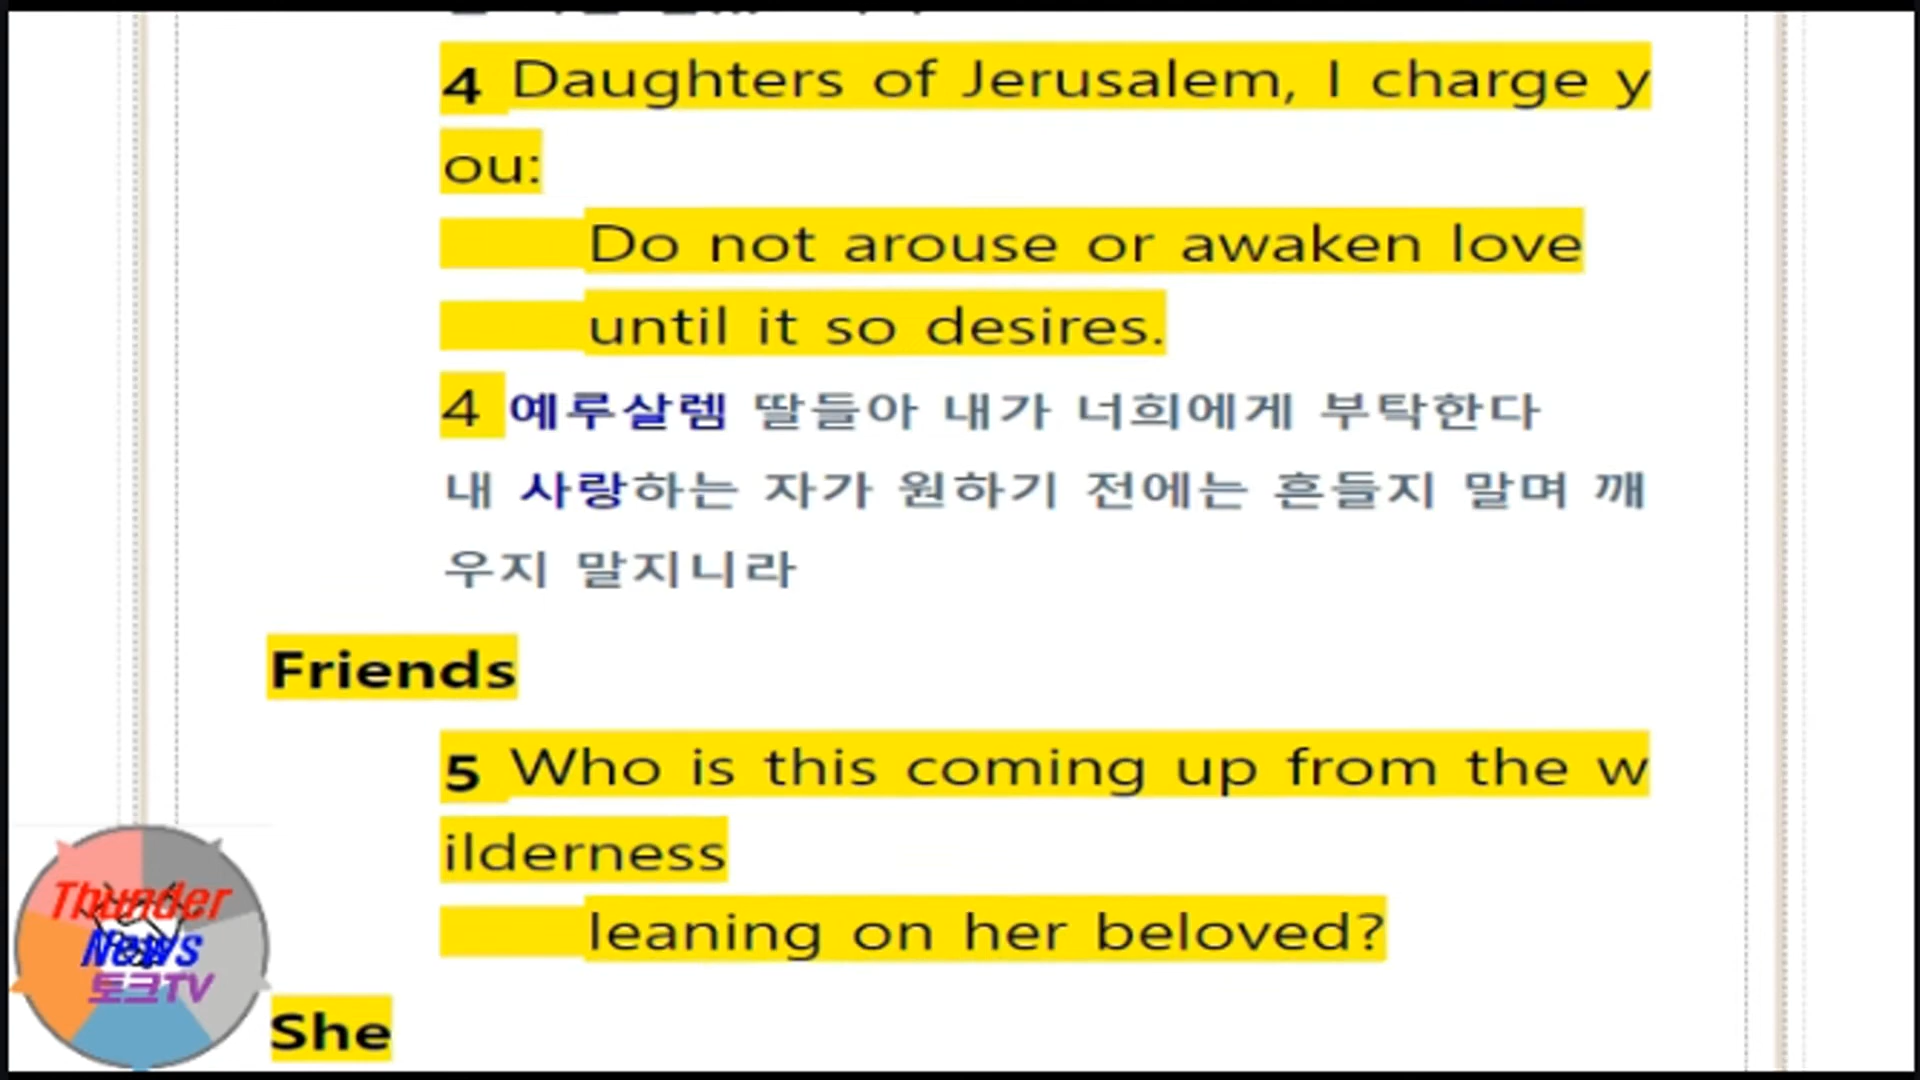 4 Daughters of Jerusalem, I charge y
ou:
Do not arouse or awaken love
until it so desires.
4 예루살렘 딸들아 내가 너희에게 부탁한다
내 사랑하는 자가 원하기 전에는 흔들지 말며 깨
우지 말지니라
Friends
5 Who is this coming up from the w
ilderness
leaning on her beloved?
She
Thunder
News
토크TV